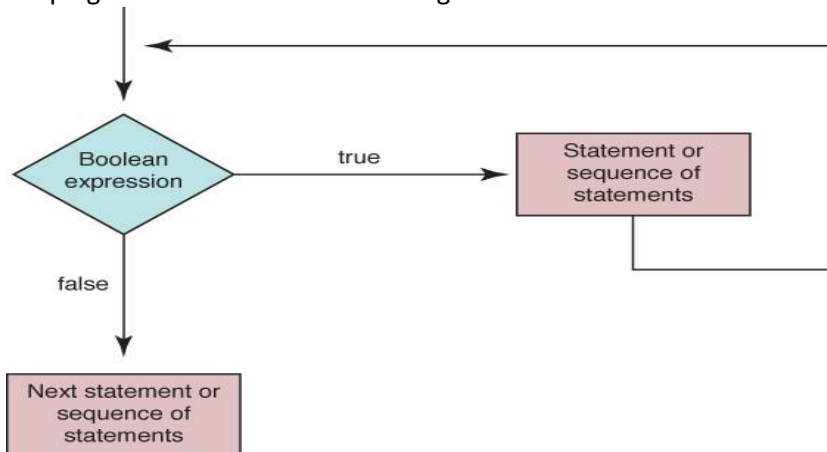 Boolean
expression
true
Statement or
sequence of
statements
false
Next statement or
sequence of
statements